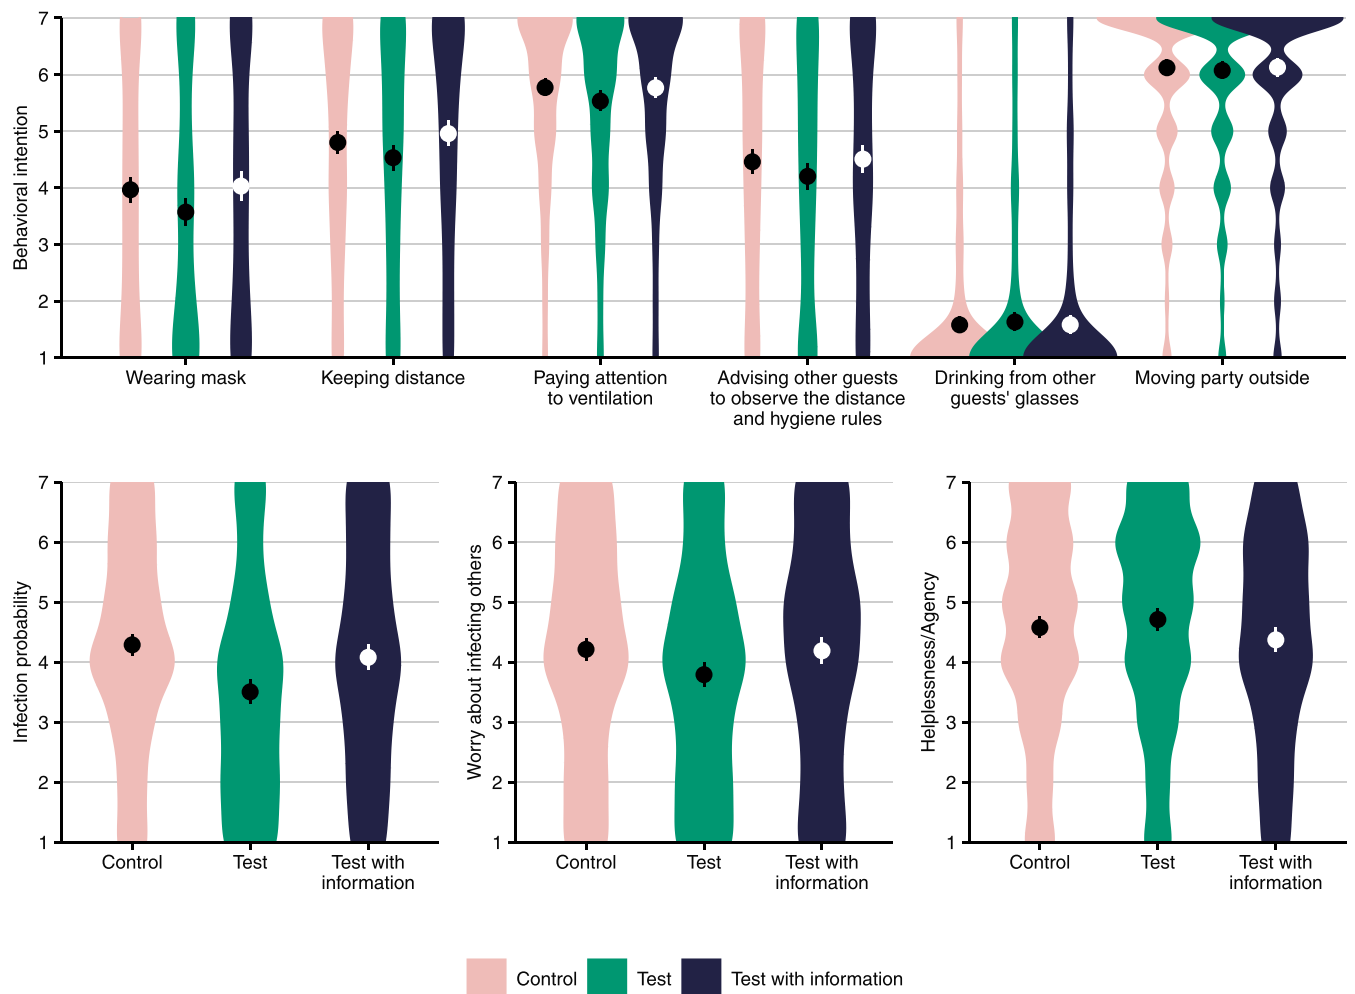 Behavioral intention
7
6
5
4
3
2
1
Wearing mask
Keeping distance
Paying attention
to ventilation
Advising other guests
to observe the distance
and hygiene rules
Drinking from other
guests' glasses
Moving party outside
Infection probability
7
6
5
4
3
2
1
Control
Test
Test with
information
Worry about infecting others
7
6
5
4
3
2
1
Control
Test
Test with
information
Helplessness/Agency
7
6
5
4
3
2
1
Control
Test
Test with
information
Control
Test
Test with information